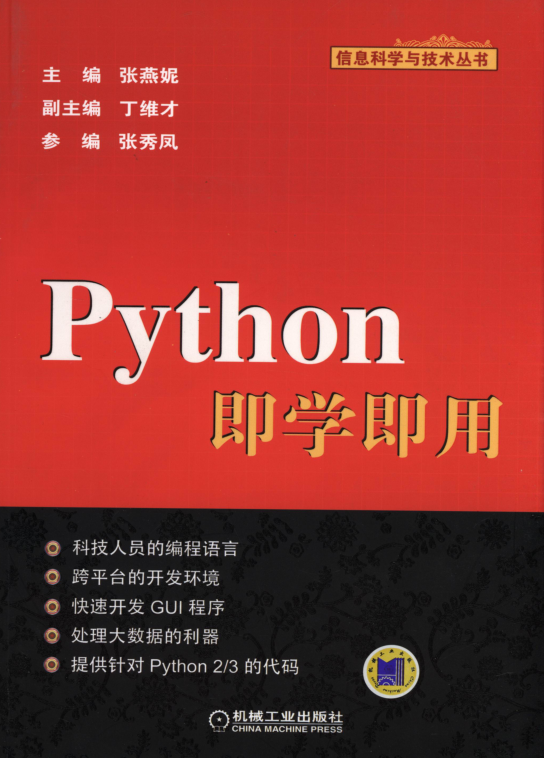 信息科学与技术丛书
主 编 张燕妮
副主编 丁维才
参 编 张秀凤
Python
即学即用
科技人员的编程语言
跨平台的开发环境
快速开发 GUI 程序
处理大数据的利器
提供针对 Python 2/3 的代码
机械工业出版社
CHINA MACHINE PRESS